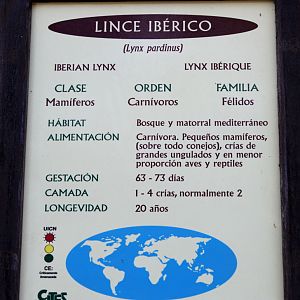 LINCE IBÉRICO
(Lynx pardinus)
IBERIAN LYNX LYNX IBÉRIQUE
CLASE ORDEN FAMILIA
Mamíferos Carnívoros Félidos
HÁBITAT Bosque y matorral mediterráneo
ALIMENTACIÓN Carnívora. Pequeños mamíferos,
(sobre todo conejos), crías de
grandes ungulados y en menor
proporción aves y reptiles
GESTACIÓN 63 - 73 días
CAMADA 1 - 4 crías, normalmente 2
LONGEVIDAD 20 años
UICN
CE:
Críticamente
Amenazada
CITES